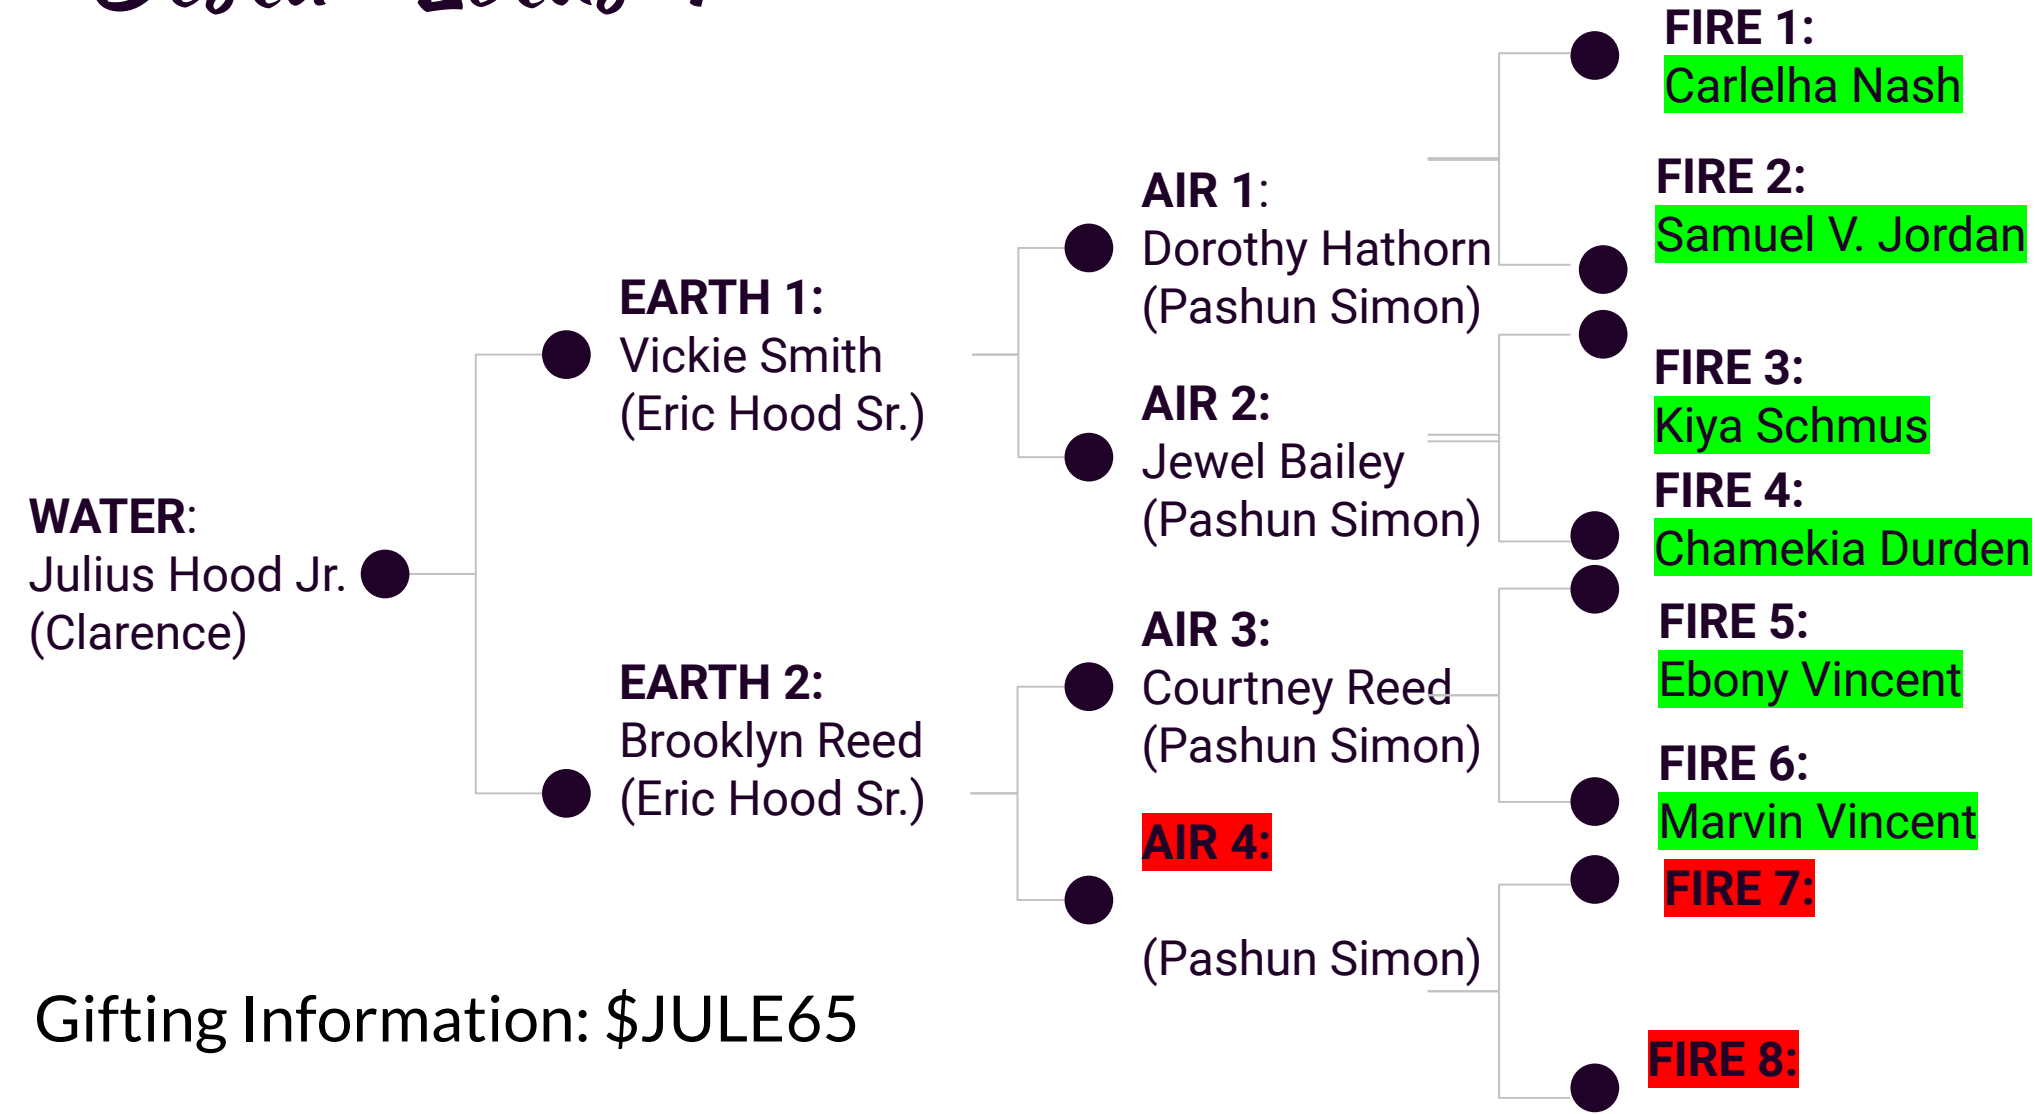 FIRE 1:
Carlelha Nash
FIRE 2:
Samuel V. Jordan
AIR 1:
Dorothy Hathorn
(Pashun Simon)
EARTH 1:
Vickie Smith
(Eric Hood Sr.)
FIRE 3:
Kiya Schmus
AIR 2:
Jewel Bailey
(Pashun Simon)
FIRE 4:
Chamekia Durden
WATER:
Julius Hood Jr.
(Clarence)
AIR 3:
Courtney Reed
(Pashun Simon)
FIRE 5:
Ebony Vincent
EARTH 2:
Brooklyn Reed
(Eric Hood Sr.)
FIRE 6:
Marvin Vincent
AIR 4:
(Pashun Simon)
FIRE 7:
FIRE 8:
Gifting Information: $JULE65